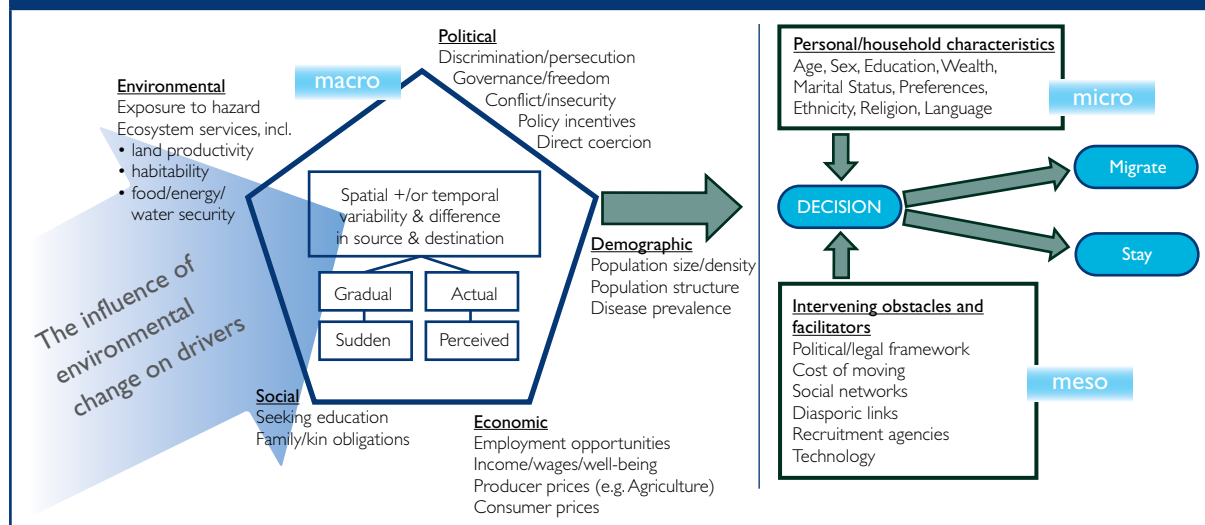 Political
Discrimination/persecution
Governance/freedom
Conflict/insecurity
Policy incentives
Direct coercion
macro
Environmental
Exposure to hazard
Ecosystem services, incl.
• land productivity
• habitability
• food/energy/
water security
Spatial +/or temporal
variability & difference
in source & destination
Gradual
Actual
Sudden
Perceived
The influence of
environmental
change on drivers
Demographic
Population size/density
Population structure
Disease prevalence
Social
Seeking education
Family/kin obligations
Economic
Employment opportunities
Income/wages/well-being
Producer prices (e.g. Agriculture)
Consumer prices
Personal/household characteristics
Age, Sex, Education, Wealth,
Marital Status, Preferences,
Ethnicity, Religion, Language
micro
DECISION
Migrate
Stay
Intervening obstacles and
facilitators
Political/legal framework
Cost of moving
Social networks
Diasporic links
Recruitment agencies
Technology
meso